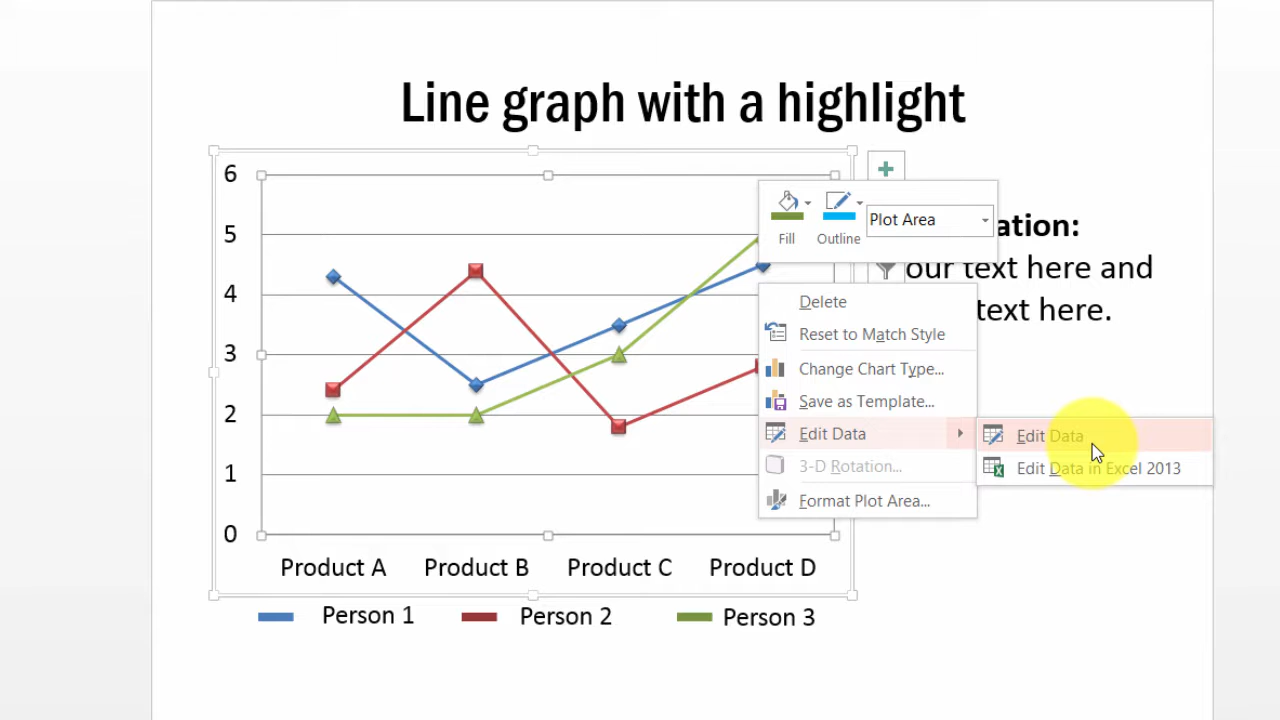 Line graph with a highlight
6
5
4
3
2
1
0
Product A
Product B
Product C
Product D
Person 1
Person 2
Person 3
Fill
Outline
Plot Area
ation:
our text here and
text here.
Delete
Reset to Match Style
Change Chart Type...
Save as Template...
Edit Data
3-D Rotation...
Format Plot Area...
Edit Data
Edit Data in Excel 2013